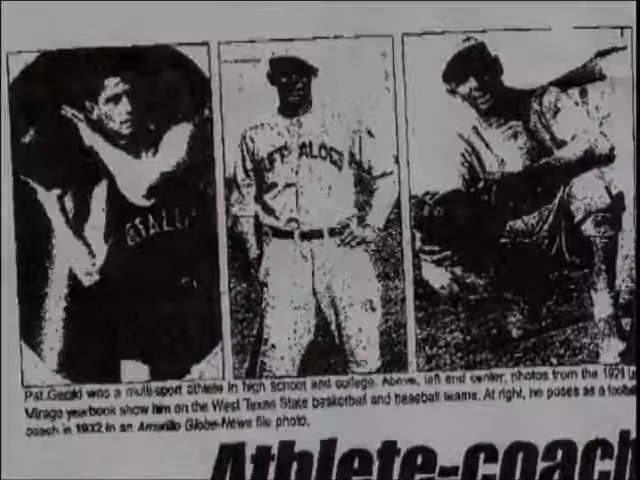 FALOES
FFALOES
Pat Gerald was a multi-sport athlete in high school and college. Above, left and center, photos from the 1921
Mirage yearbook show him on the West Texas State basketball and baseball teams. At right, he poses as a
coach in 1932 in an Amarillo Globe-News file photo.
Athlete-coach